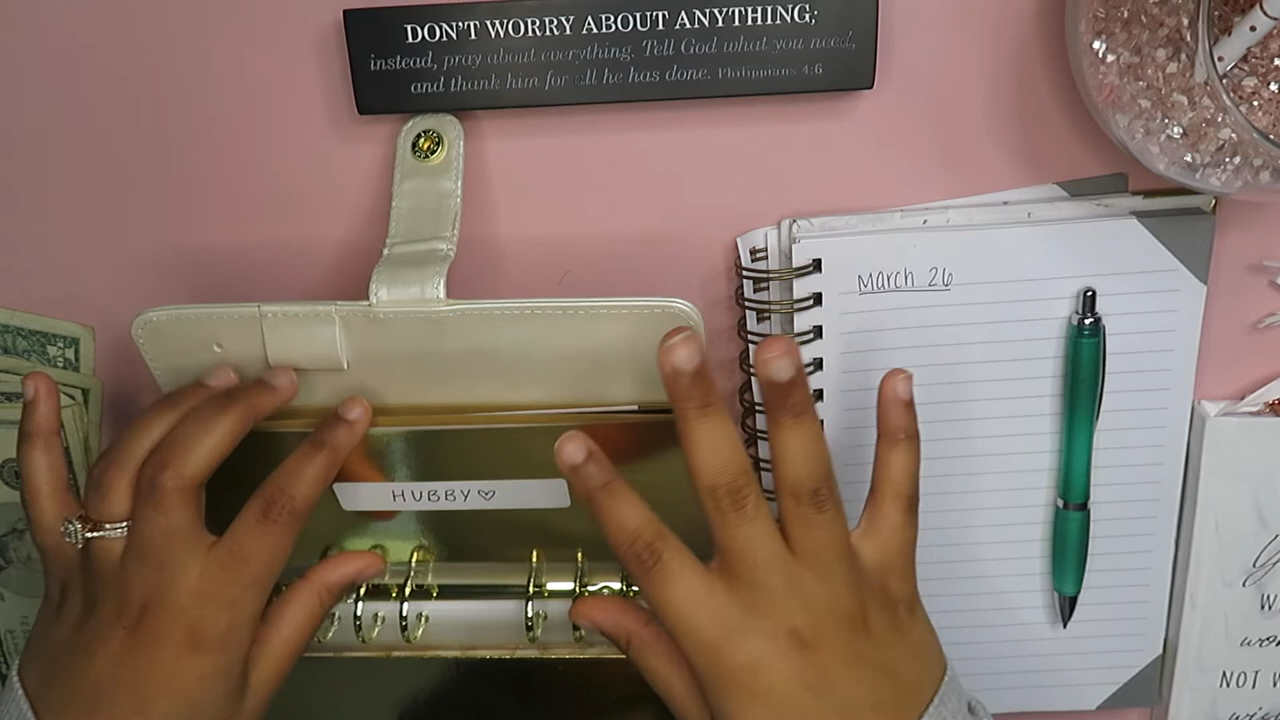 DON'T WORRY ABOUT ANYTHING;
instead, pray about everything. Tell God what you need,
and thank him for all he has done. Philippians 4:6
March 26
HUBBY♡
NOT